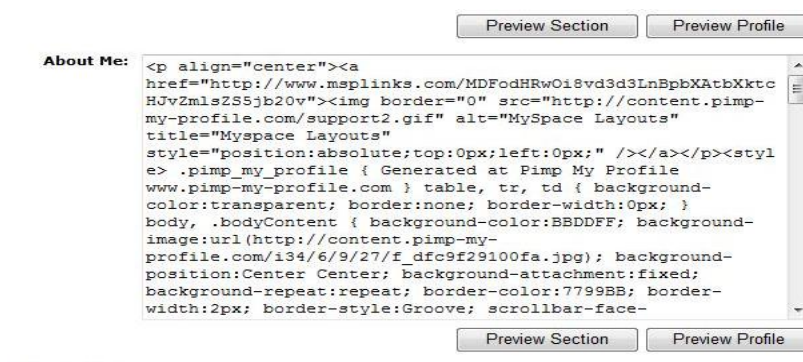 Preview Section Preview Profile
About Me:
<p align="center"><a
href="http://www.msplinks.com/MDFodHRwOi8vd3d3LnBpbXAtbXktc
HJvZmlsZS5jb20v"><img border="0" src="http://content.pimp-
my-profile.com/support2.gif" alt="MySpace Layouts"
title="Myspace Layouts"
style="position:absolute;top:0px;left:0px;" /></a></p><styl
e> .pimp_my_profile { Generated at Pimp My Profile
www.pimp-my-profile.com } table, tr, td { background-
color:transparent; border:none; border-width:0px; }
body, .bodyContent { background-color:BBDDFF; background-
image:url(http://content.pimp-my-
profile.com/i34/6/9/27/f_dfc9f29100fa.jpg); background-
position:Center Center; background-attachment:fixed;
background-repeat:repeat; border-color:7799BB; border-
width:2px; border-style:Groove; scrollbar-face-
Preview Section Preview Profile